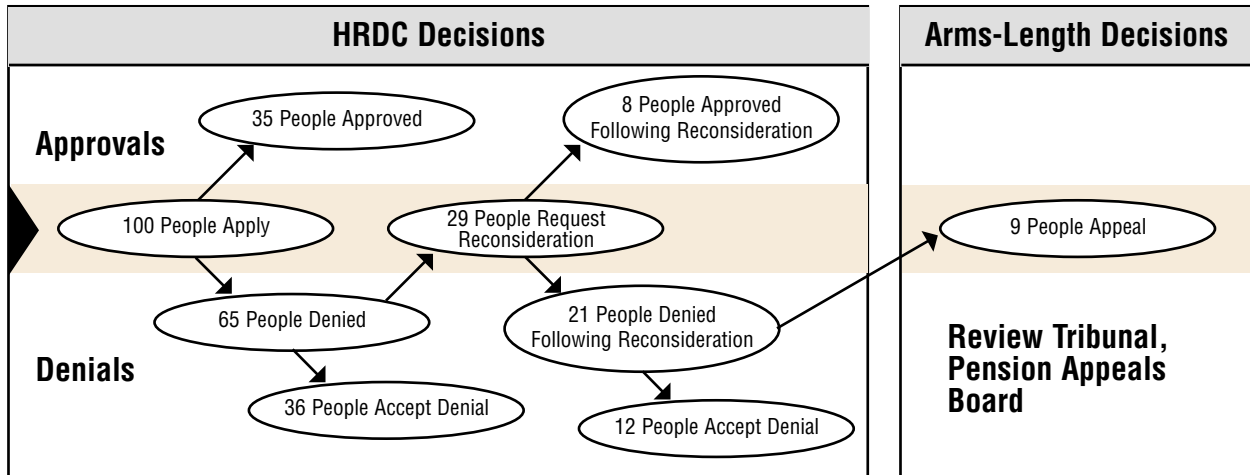 HRDC Decisions
Arms-Length Decisions
Approvals
35 People Approved
8 People Approved
Following Reconsideration
100 People Apply
29 People Request
Reconsideration
9 People Appeal
65 People Denied
21 People Denied
Following Reconsideration
Denials
36 People Accept Denial
12 People Accept Denial
Review Tribunal,
Pension Appeals
Board